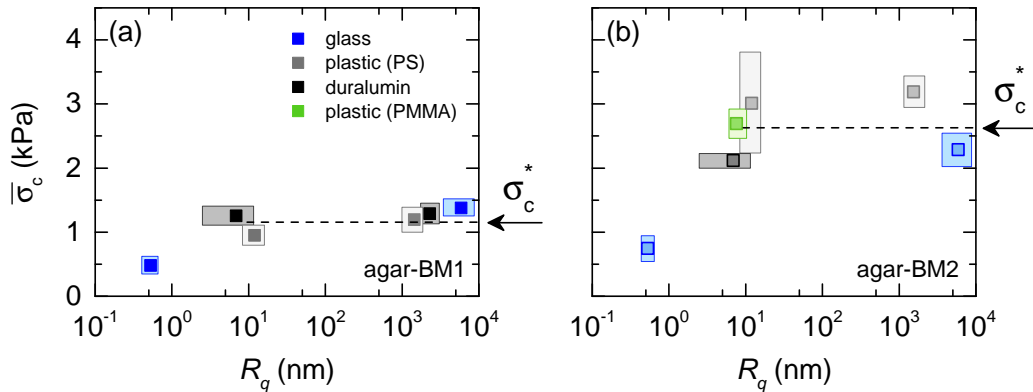 (a)
glass
plastic (PS)
duralumin
plastic (PMMA)
σ̅c (kPa)
4
3
2
1
0
σc*
agar-BM1
10⁻¹ 10⁰ 10¹ 10² 10³ 10⁴
Rq (nm)
(b)
σc*
agar-BM2
10⁻¹ 10⁰ 10¹ 10² 10³ 10⁴
Rq (nm)